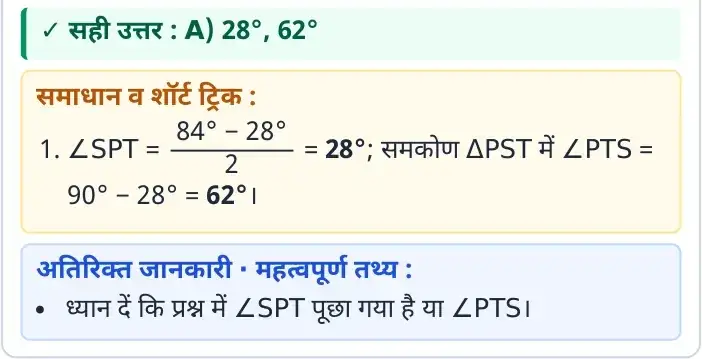 ✓ सही उत्तर : A) 28°, 62°
समाधान व शॉर्ट ट्रिक :
1. ∠SPT = (84° − 28°)/2 = 28°; समकोण ΔPST में ∠PTS =
90° − 28° = 62°।
अतिरिक्त जानकारी · महत्वपूर्ण तथ्य :
• ध्यान दें कि प्रश्न में ∠SPT पूछा गया है या ∠PTS।